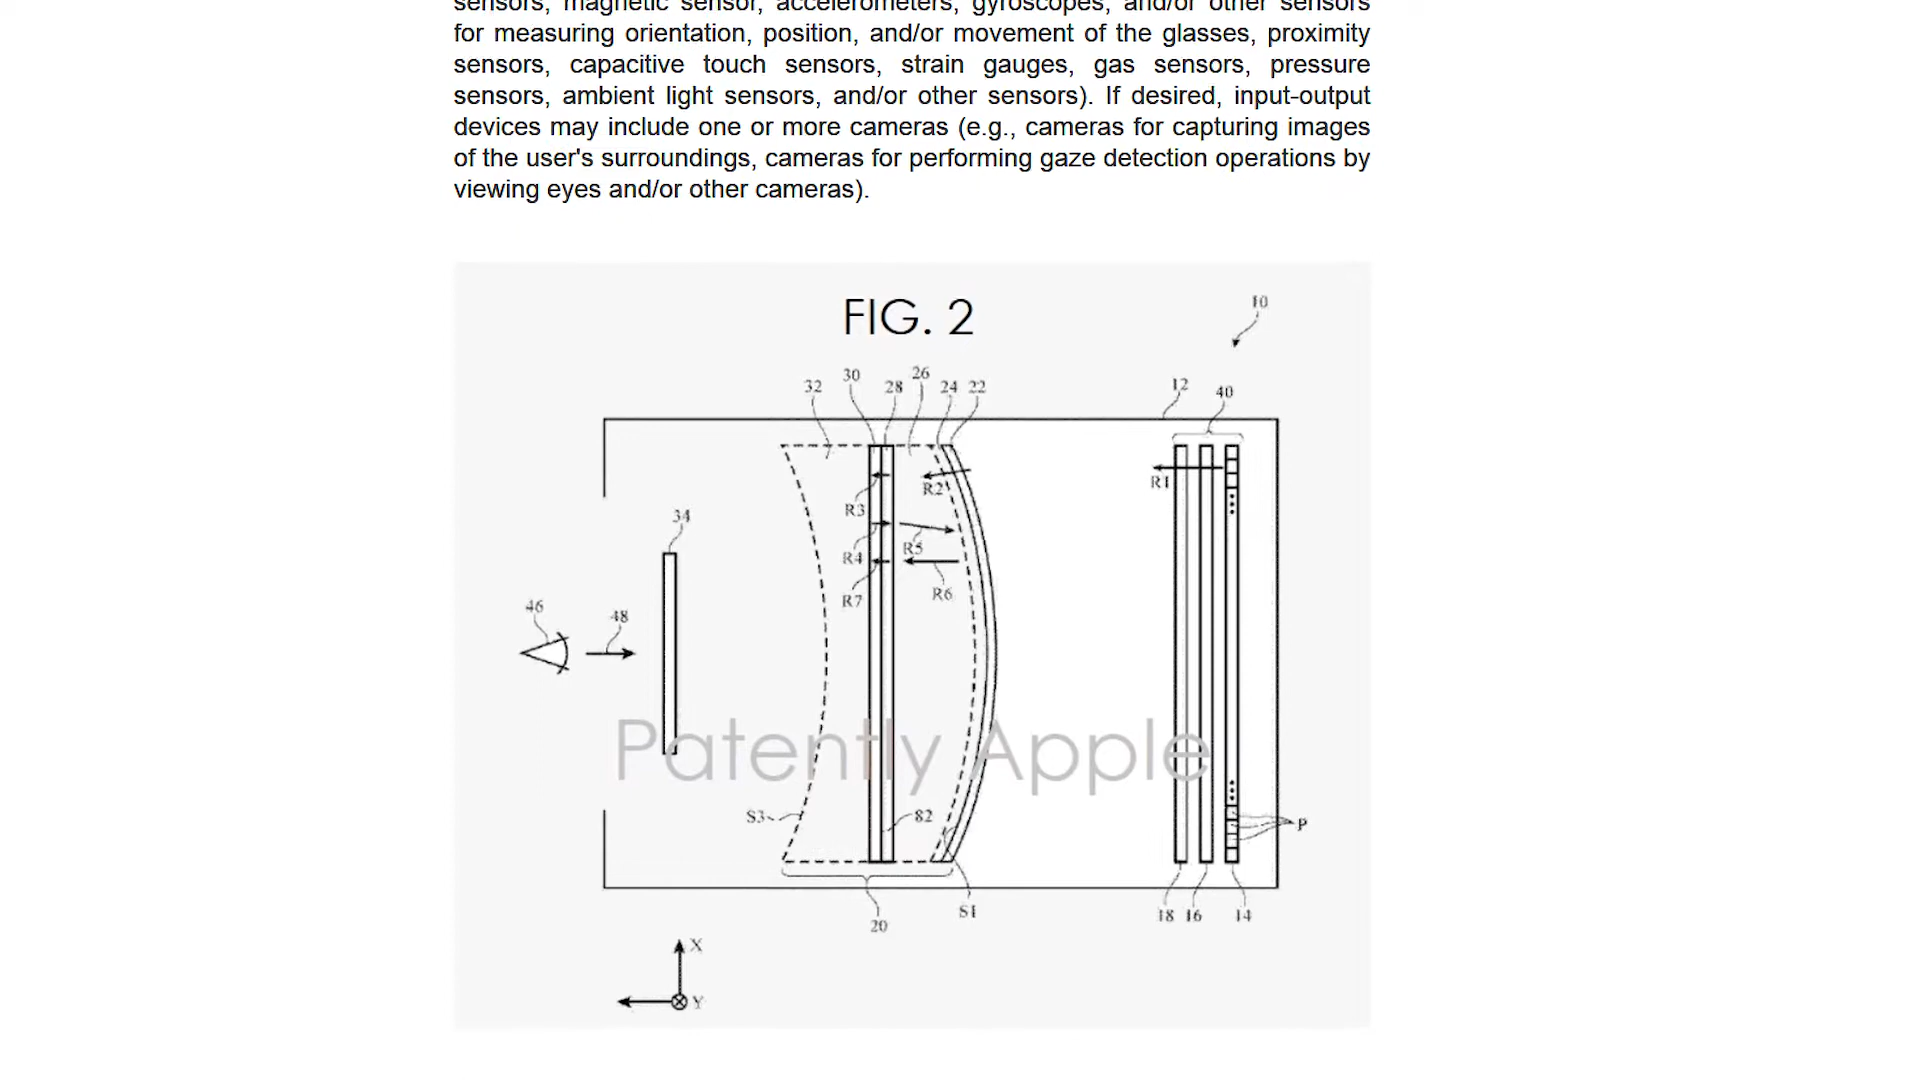 sensors, magnetic sensor, accelerometers, gyroscopes, and/or other sensors
for measuring orientation, position, and/or movement of the glasses, proximity
sensors, capacitive touch sensors, strain gauges, gas sensors, pressure
sensors, ambient light sensors, and/or other sensors). If desired, input-output
devices may include one or more cameras (e.g., cameras for capturing images
of the user's surroundings, cameras for performing gaze detection operations by
viewing eyes and/or other cameras).
FIG. 2
10
32 30 28 26 24 22 12 40
R2 R1
R3
34
R4 R5
R7 R6
46 48
Patently Apple
S3 82 P
20 S1 18 16 14
X
Y